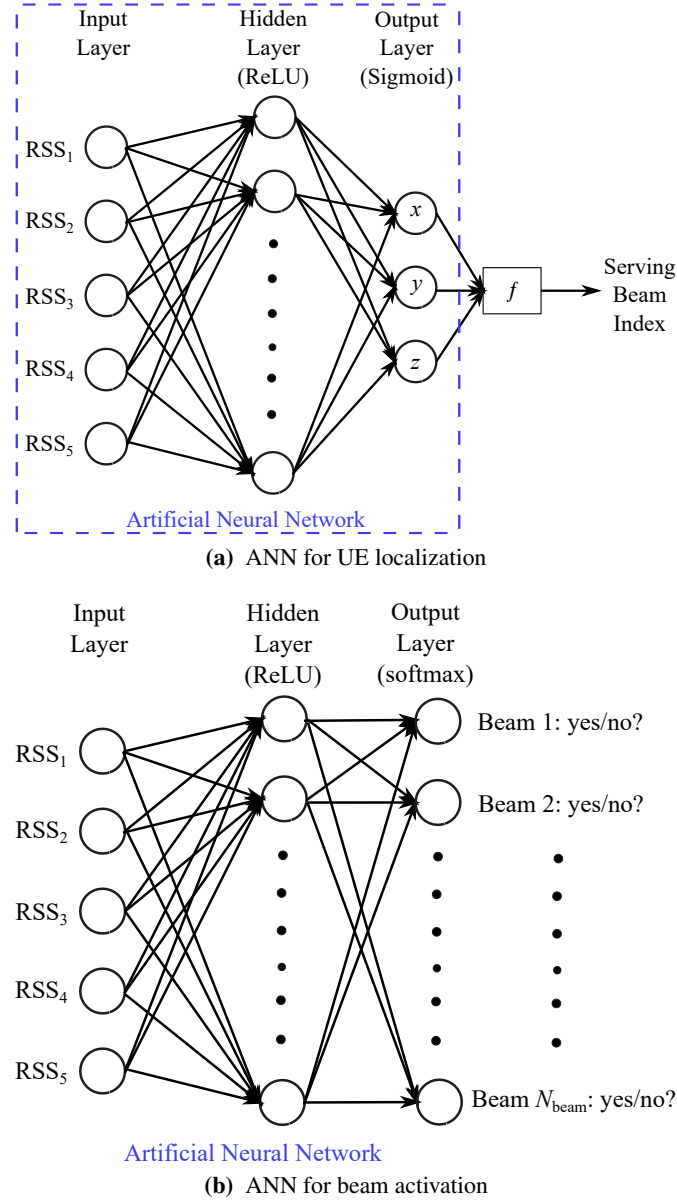 Input
Layer
Hidden
Layer
(ReLU)
Output
Layer
(Sigmoid)
RSS₁
RSS₂
RSS₃
RSS₄
RSS₅
x
y
z
f
Serving
Beam
Index
Artificial Neural Network
(a) ANN for UE localization
Input
Layer
Hidden
Layer
(ReLU)
Output
Layer
(softmax)
RSS₁
RSS₂
RSS₃
RSS₄
RSS₅
Beam 1: yes/no?
Beam 2: yes/no?
Beam N_beam: yes/no?
Artificial Neural Network
(b) ANN for beam activation